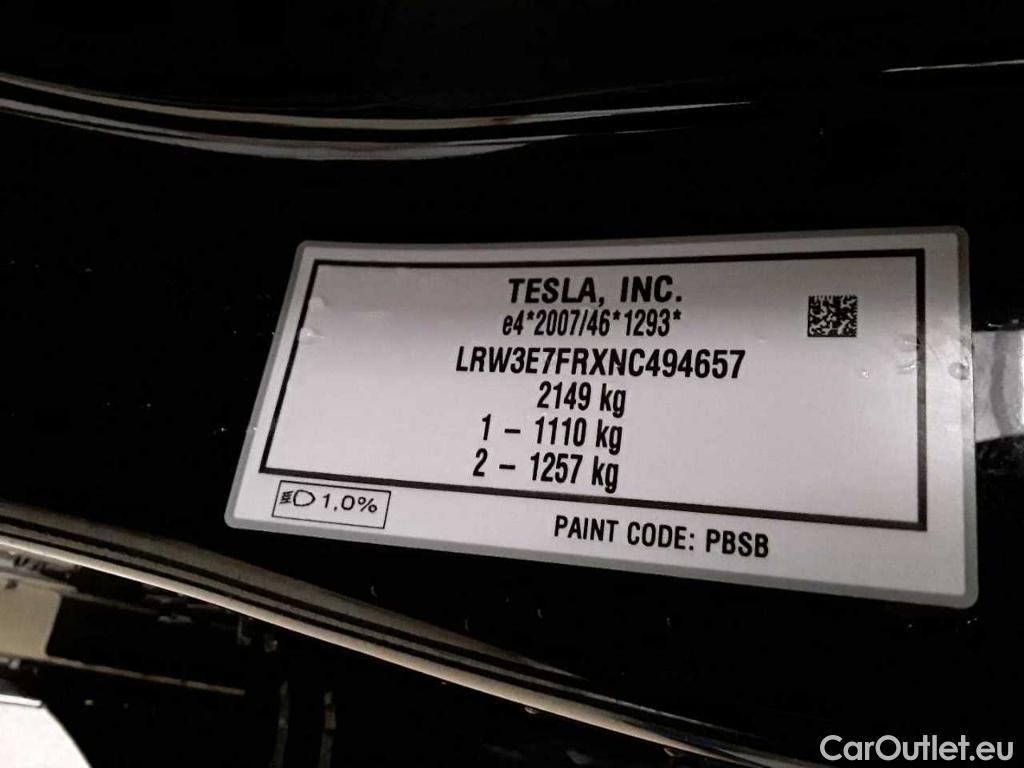 TESLA, INC.
e4*2007/46*1293*
LRW3E7FRXNC494657
2149 kg
1 - 1110 kg
2 - 1257 kg
1,0%
PAINT CODE: PBSB
CarOutlet.eu